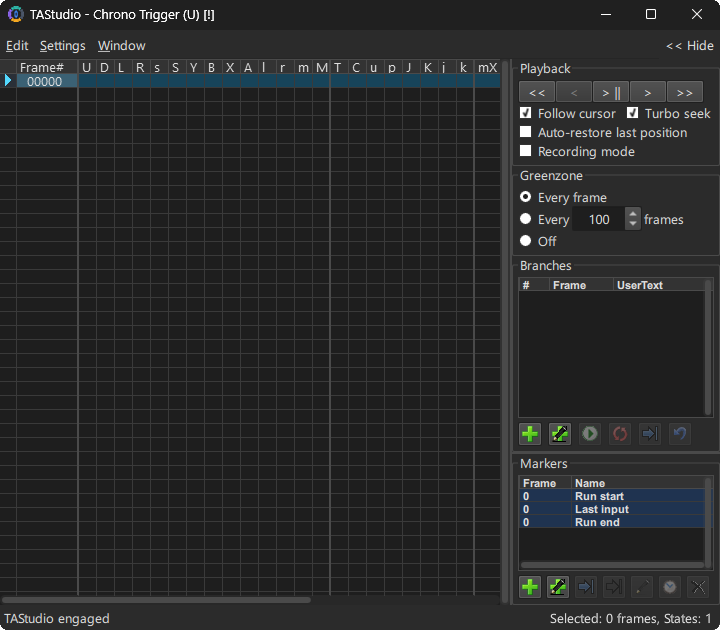 TAStudio - Chrono Trigger (U) [!]
Edit Settings Window << Hide
Frame# U D L R s S Y B X A l r m M T C u p J K j k mX
00000
Playback
<< < > || > >>
Follow cursor Turbo seek
Auto-restore last position
Recording mode
Greenzone
Every frame
Every 100 frames
Off
Branches
# Frame UserText
Markers
Frame Name
0 Run start
0 Last input
0 Run end
TAStudio engaged Selected: 0 frames, States: 1